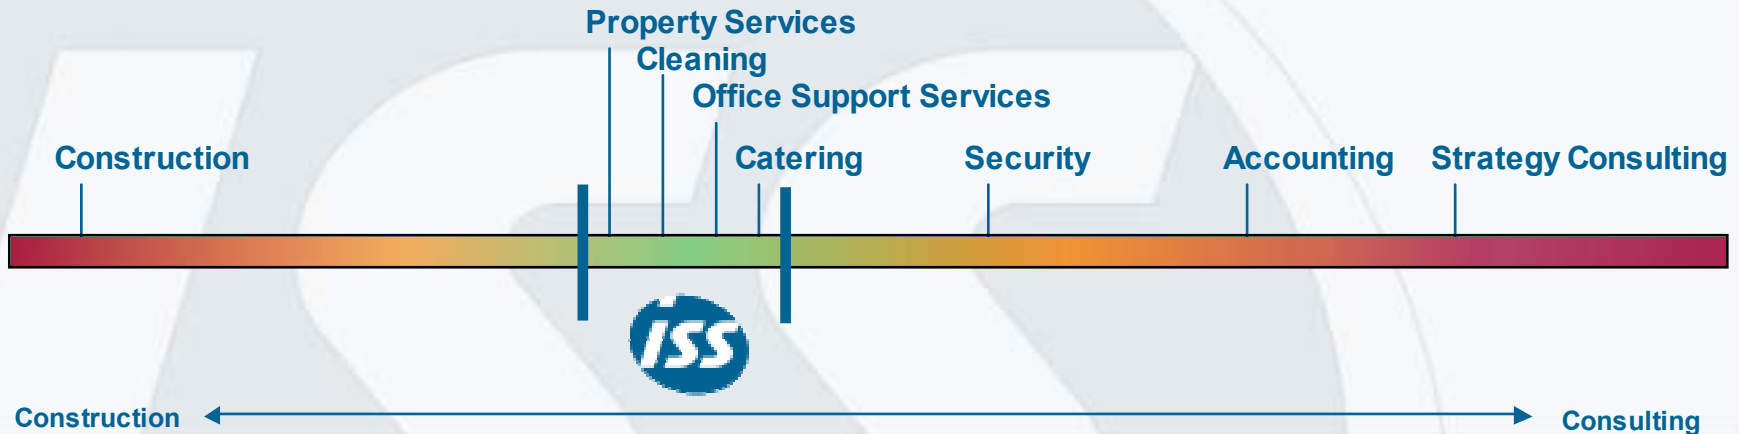 Property Services
Cleaning
Office Support Services
Construction
Catering
Security
Accounting
Strategy Consulting
ISS
Construction
Consulting